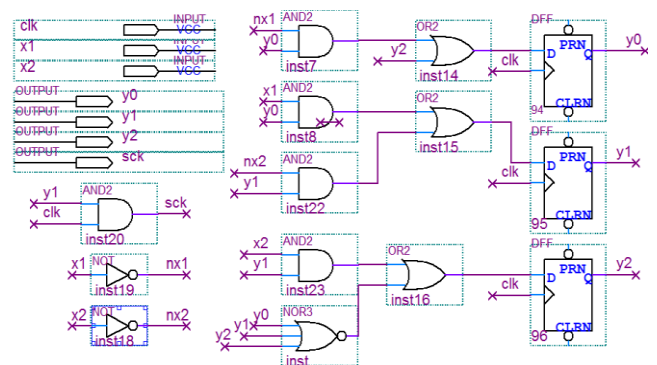 clk INPUT VCC
x1 INPUT VCC
x2 INPUT VCC
OUTPUT y0
OUTPUT y1
OUTPUT y2
OUTPUT sck
y1 AND2 sck
clk
inst20
x1 NOT nx1
inst19
x2 NOT nx2
inst18
nx1 AND2
y0
inst7
OR2
y2
inst14
DFF
clk D PRN Q y0
CLRN
94
x1 AND2
y0
inst8
OR2
inst15
nx2 AND2
y1
inst22
DFF
clk D PRN Q y1
CLRN
95
x2 AND2
y1
inst23
OR2
inst16
y0 NOR3
y1
y2
inst
DFF
clk D PRN Q y2
CLRN
96